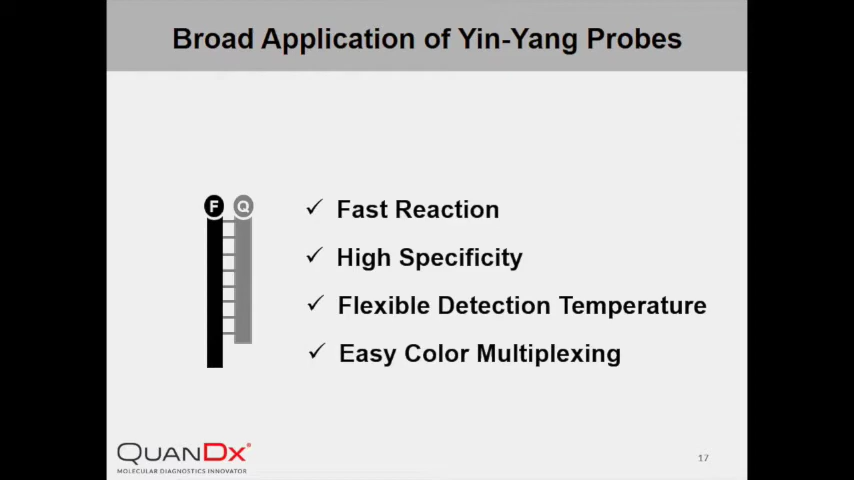 Broad Application of Yin-Yang Probes
F Q
✓ Fast Reaction
✓ High Specificity
✓ Flexible Detection Temperature
✓ Easy Color Multiplexing
QUANDX
MOLECULAR DIAGNOSTICS INNOVATOR
17